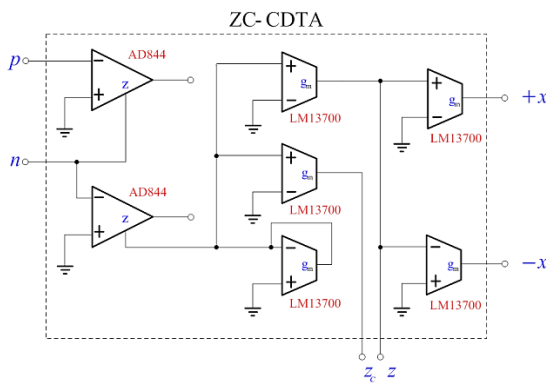 ZC- CDTA
p
AD844
−
+
z
n
AD844
−
+
z
+
−
gm
LM13700
+
−
gm
LM13700
−
+
gm
LM13700
+
−
gm
LM13700
+x
−
+
gm
LM13700
−x
zc z